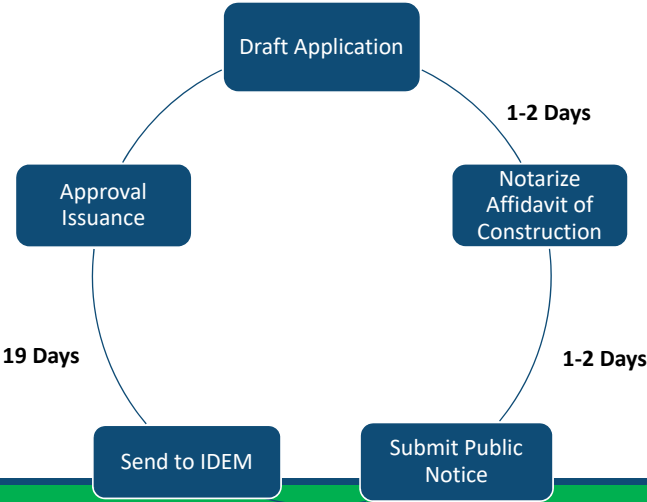 Draft Application
1-2 Days
Notarize
Affidavit of
Construction
1-2 Days
Submit Public
Notice
Send to IDEM
19 Days
Approval
Issuance